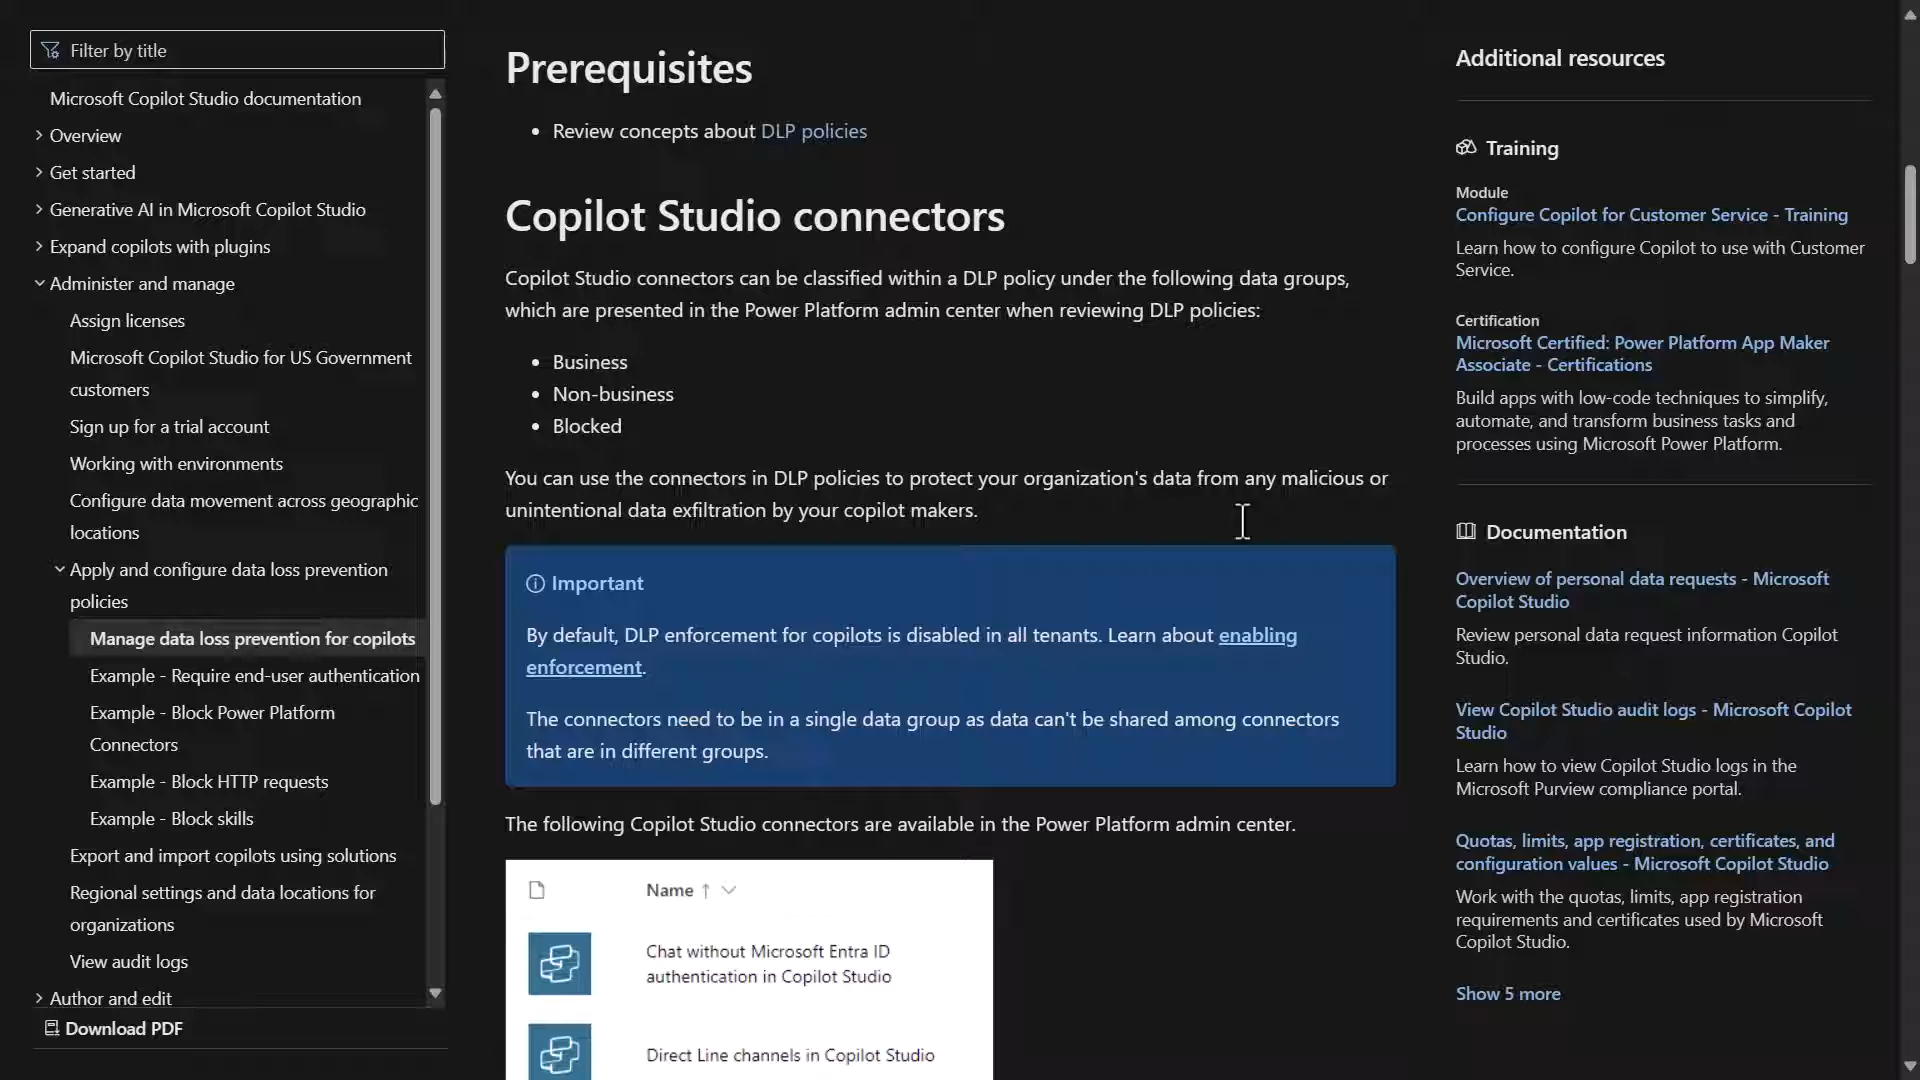 Filter by title
Microsoft Copilot Studio documentation
Overview
Get started
Generative AI in Microsoft Copilot Studio
Expand copilots with plugins
Administer and manage
Assign licenses
Microsoft Copilot Studio for US Government
customers
Sign up for a trial account
Working with environments
Configure data movement across geographic
locations
Apply and configure data loss prevention
policies
Manage data loss prevention for copilots
Example - Require end-user authentication
Example - Block Power Platform
Connectors
Example - Block HTTP requests
Example - Block skills
Export and import copilots using solutions
Regional settings and data locations for
organizations
View audit logs
Author and edit
Download PDF
Prerequisites
• Review concepts about DLP policies
Copilot Studio connectors
Copilot Studio connectors can be classified within a DLP policy under the following data groups,
which are presented in the Power Platform admin center when reviewing DLP policies:
• Business
• Non-business
• Blocked
You can use the connectors in DLP policies to protect your organization's data from any malicious or
unintentional data exfiltration by your copilot makers.
Important
By default, DLP enforcement for copilots is disabled in all tenants. Learn about enabling
enforcement.
The connectors need to be in a single data group as data can't be shared among connectors
that are in different groups.
The following Copilot Studio connectors are available in the Power Platform admin center.
Name ↑
Chat without Microsoft Entra ID
authentication in Copilot Studio
Direct Line channels in Copilot Studio
Additional resources
Training
Module
Configure Copilot for Customer Service - Training
Learn how to configure Copilot to use with Customer
Service.
Certification
Microsoft Certified: Power Platform App Maker
Associate - Certifications
Build apps with low-code techniques to simplify,
automate, and transform business tasks and
processes using Microsoft Power Platform.
Documentation
Overview of personal data requests - Microsoft
Copilot Studio
Review personal data request information Copilot
Studio.
View Copilot Studio audit logs - Microsoft Copilot
Studio
Learn how to view Copilot Studio logs in the
Microsoft Purview compliance portal.
Quotas, limits, app registration, certificates, and
configuration values - Microsoft Copilot Studio
Work with the quotas, limits, app registration
requirements and certificates used by Microsoft
Copilot Studio.
Show 5 more